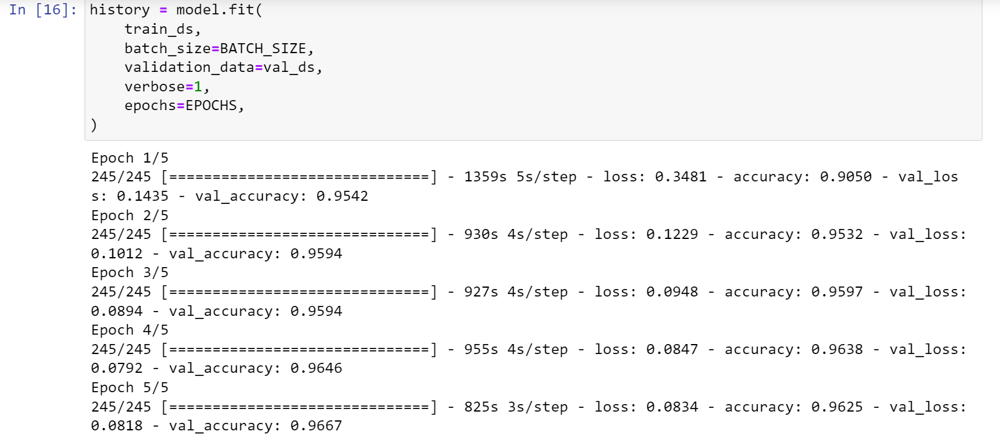 In [16]: history = model.fit(
    train_ds,
    batch_size=BATCH_SIZE,
    validation_data=val_ds,
    verbose=1,
    epochs=EPOCHS,
)
Epoch 1/5
245/245 [==============================] - 1359s 5s/step - loss: 0.3481 - accuracy: 0.9050 - val_los
s: 0.1435 - val_accuracy: 0.9542
Epoch 2/5
245/245 [==============================] - 930s 4s/step - loss: 0.1229 - accuracy: 0.9532 - val_loss:
0.1012 - val_accuracy: 0.9594
Epoch 3/5
245/245 [==============================] - 927s 4s/step - loss: 0.0948 - accuracy: 0.9597 - val_loss:
0.0894 - val_accuracy: 0.9594
Epoch 4/5
245/245 [==============================] - 955s 4s/step - loss: 0.0847 - accuracy: 0.9638 - val_loss:
0.0792 - val_accuracy: 0.9646
Epoch 5/5
245/245 [==============================] - 825s 3s/step - loss: 0.0834 - accuracy: 0.9625 - val_loss:
0.0818 - val_accuracy: 0.9667